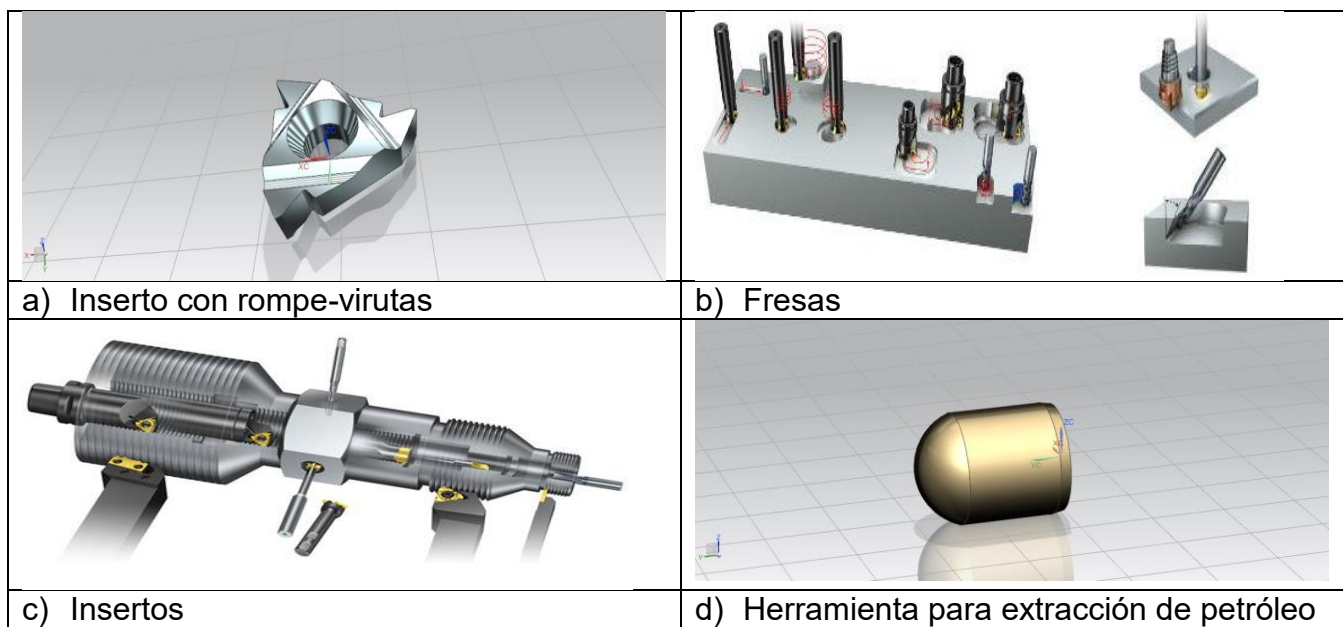 a) Inserto con rompe-virutas
b) Fresas
c) Insertos
d) Herramienta para extracción de petróleo